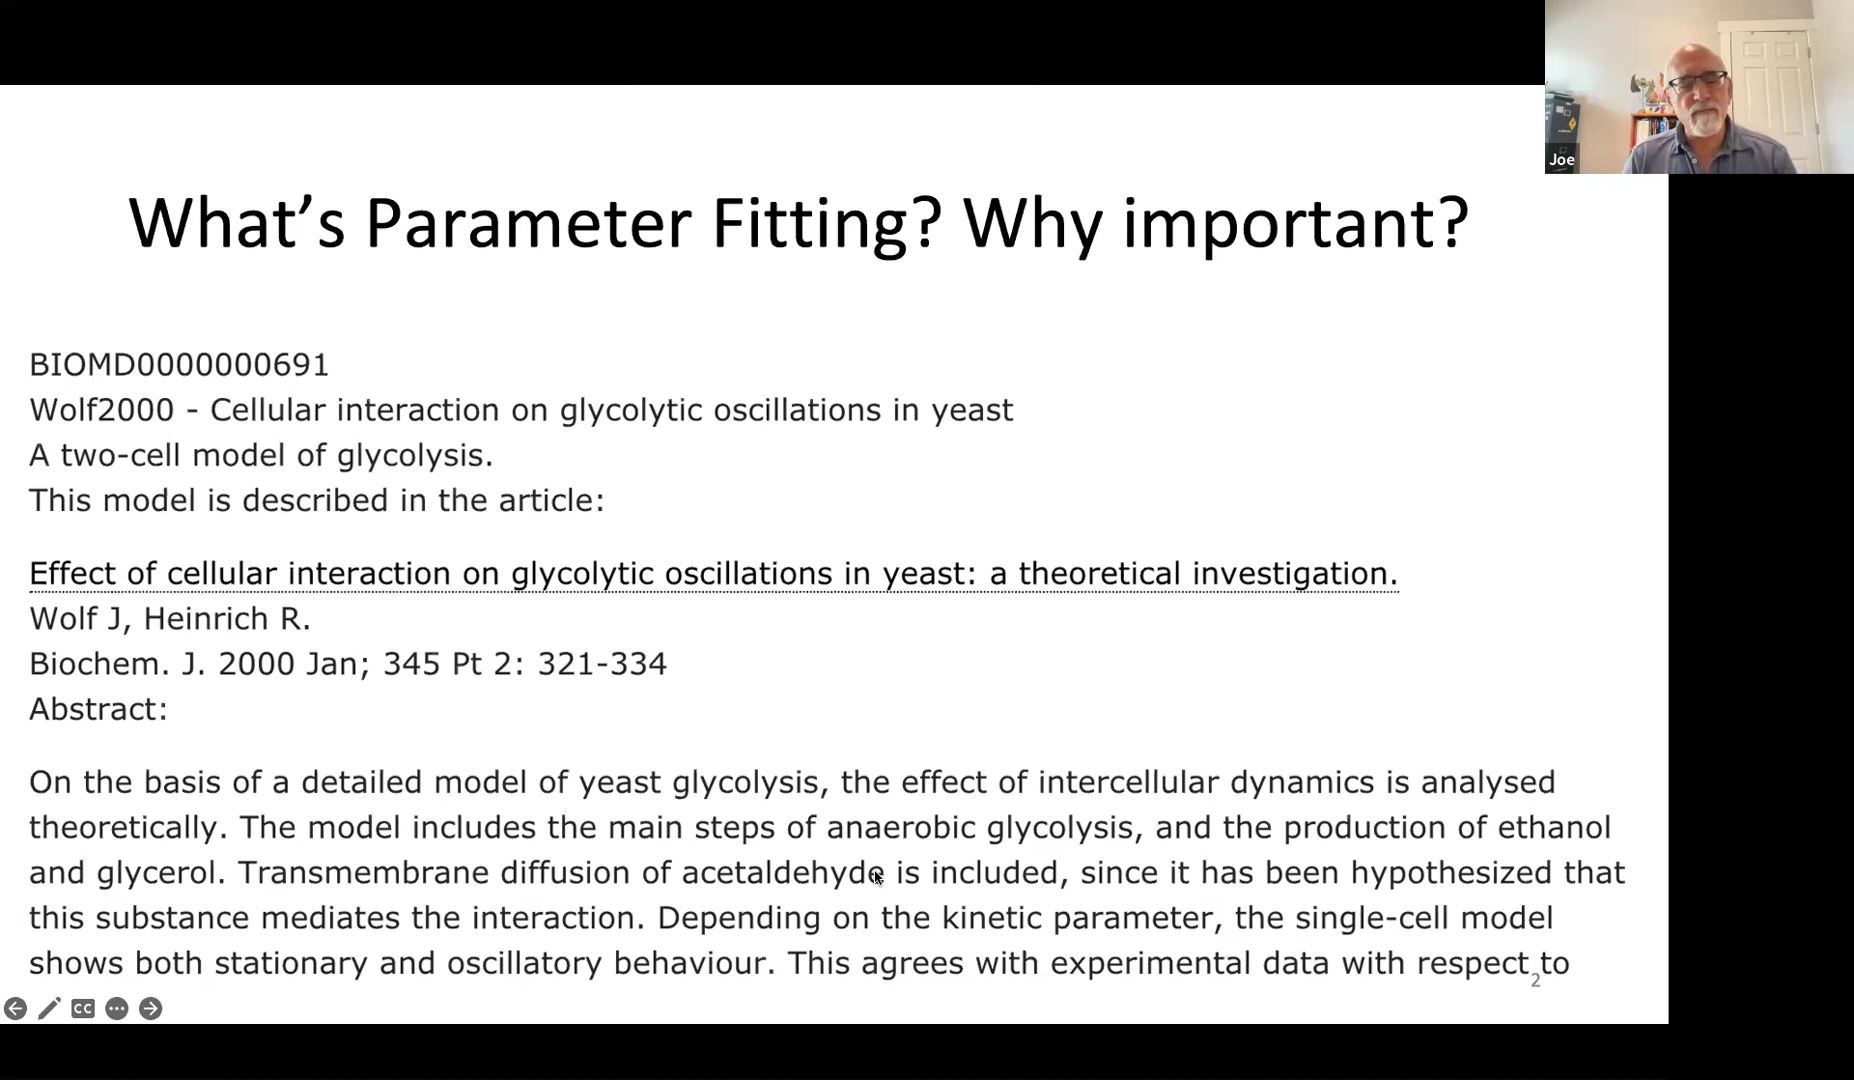 Joe
What's Parameter Fitting? Why important?
BIOMD0000000691
Wolf2000 - Cellular interaction on glycolytic oscillations in yeast
A two-cell model of glycolysis.
This model is described in the article:
Effect of cellular interaction on glycolytic oscillations in yeast: a theoretical investigation.
Wolf J, Heinrich R.
Biochem. J. 2000 Jan; 345 Pt 2: 321-334
Abstract:
On the basis of a detailed model of yeast glycolysis, the effect of intercellular dynamics is analysed
theoretically. The model includes the main steps of anaerobic glycolysis, and the production of ethanol
and glycerol. Transmembrane diffusion of acetaldehyde is included, since it has been hypothesized that
this substance mediates the interaction. Depending on the kinetic parameter, the single-cell model
shows both stationary and oscillatory behaviour. This agrees with experimental data with respect to
2
CC